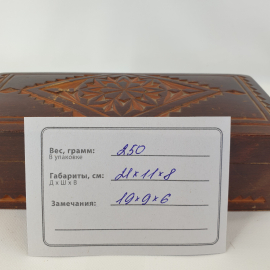 Вес, грамм: 250
В упаковке
Габариты, см: 21×11×8
Д х Ш х В
Замечания: 19×9×6